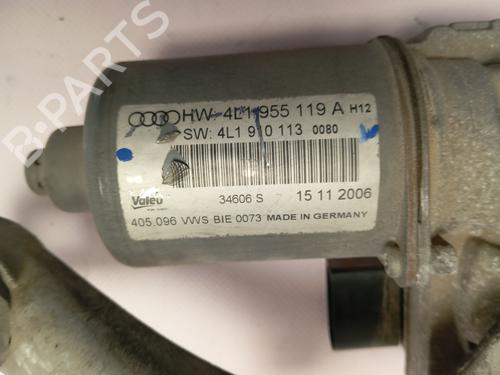 HW: 4L1 955 119 A H12
SW: 4L1 910 113 0080
Valeo 34606 S 15 11 2006
405.096 VWS BIE 0073 MADE IN GERMANY
B-PARTS